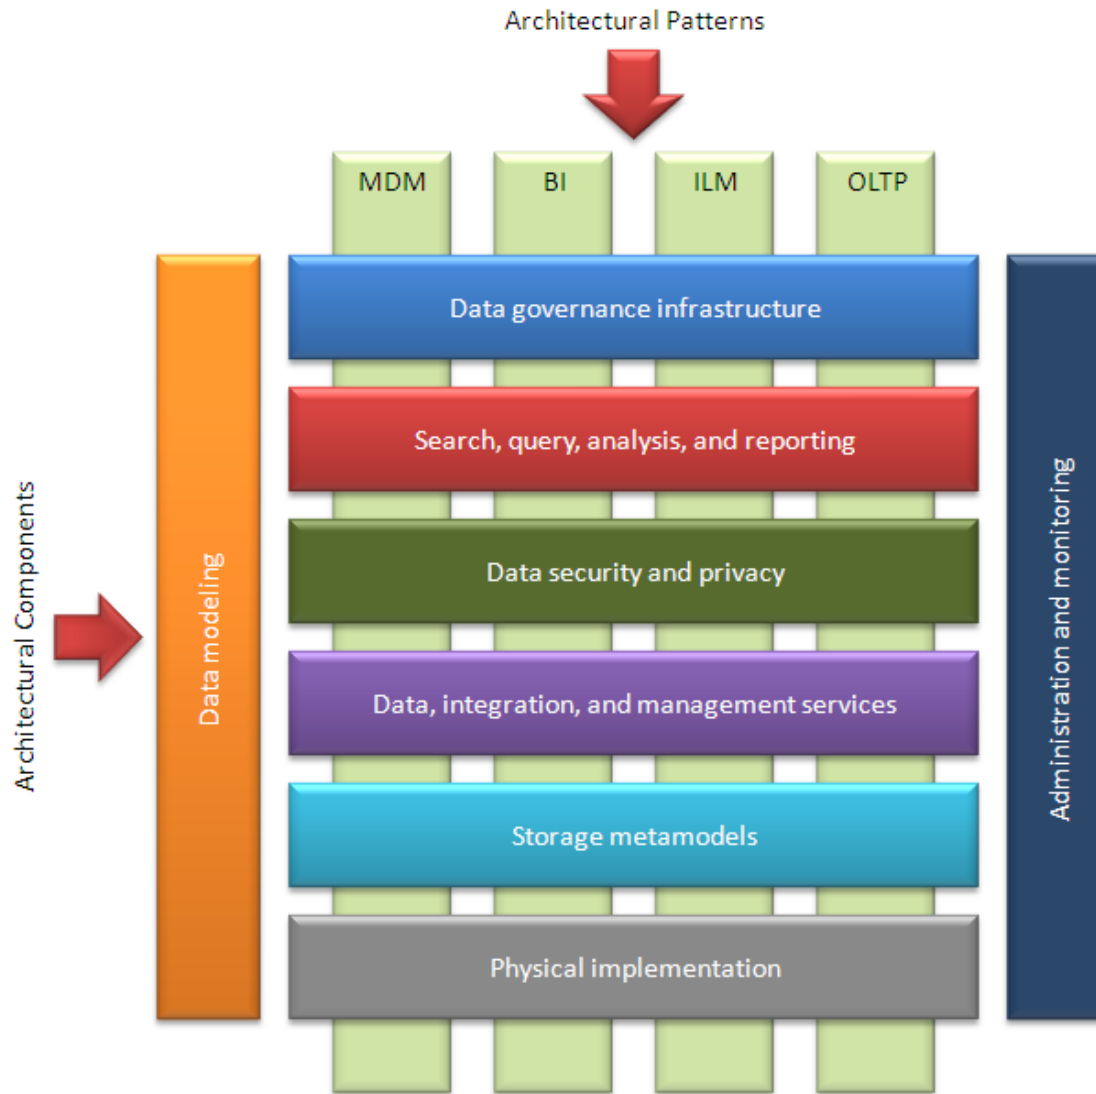 Architectural Patterns
MDM
BI
ILM
OLTP
Data governance infrastructure
Search, query, analysis, and reporting
Data security and privacy
Data, integration, and management services
Storage metamodels
Physical implementation
Architectural Components
Data modeling
Administration and monitoring